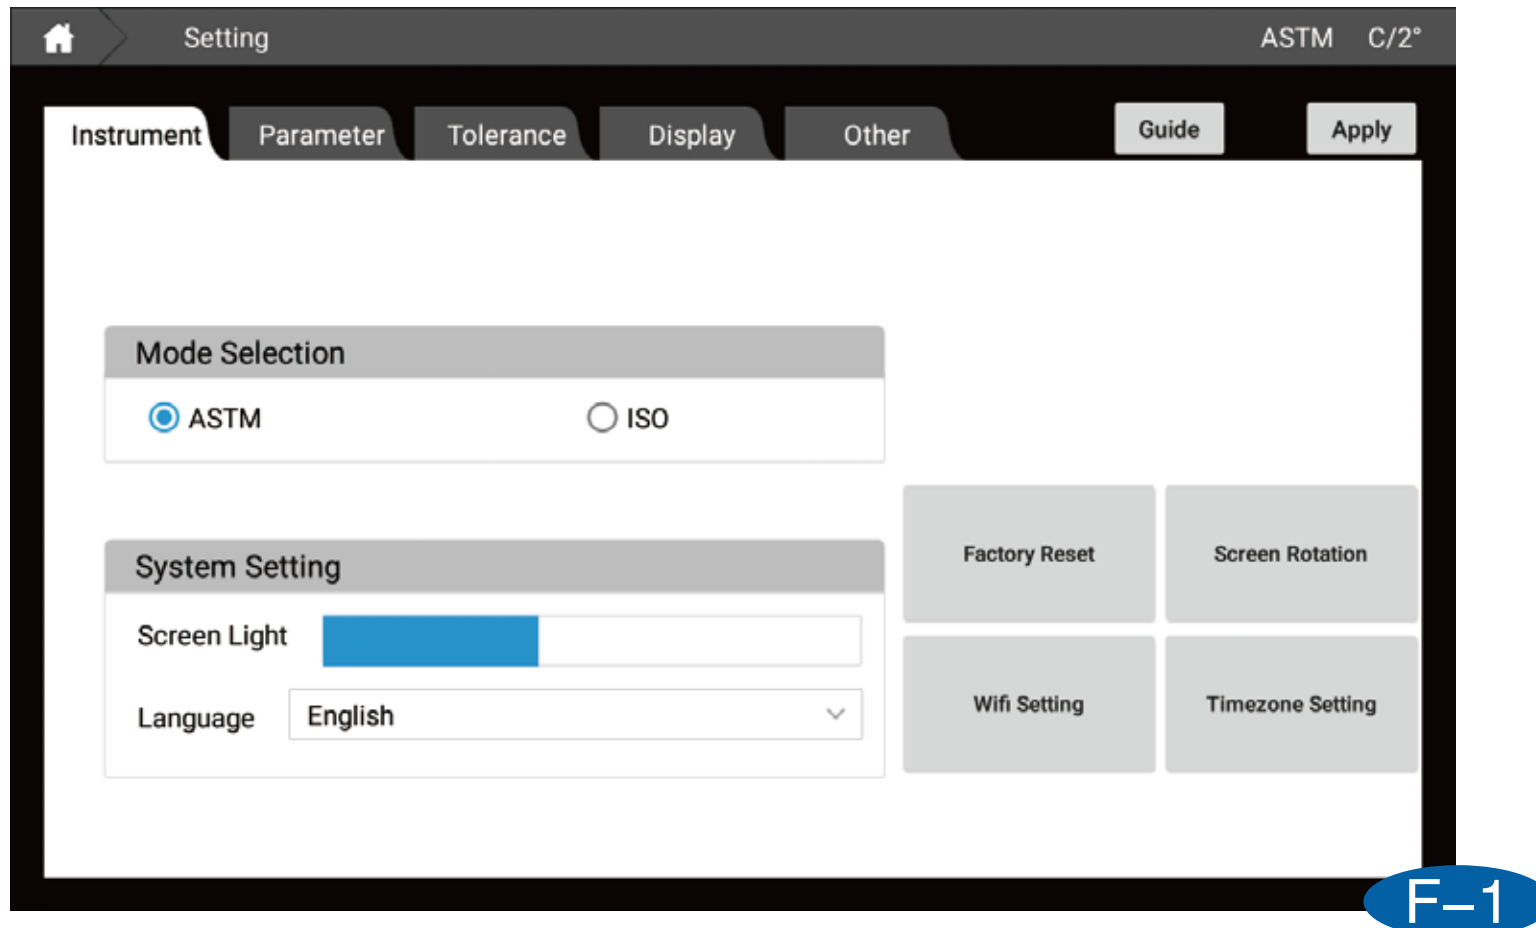 Setting
ASTM C/2°
Instrument Parameter Tolerance Display Other Guide Apply
Mode Selection
ASTM ISO
System Setting
Screen Light
Language English
Factory Reset Screen Rotation
Wifi Setting Timezone Setting
F-1